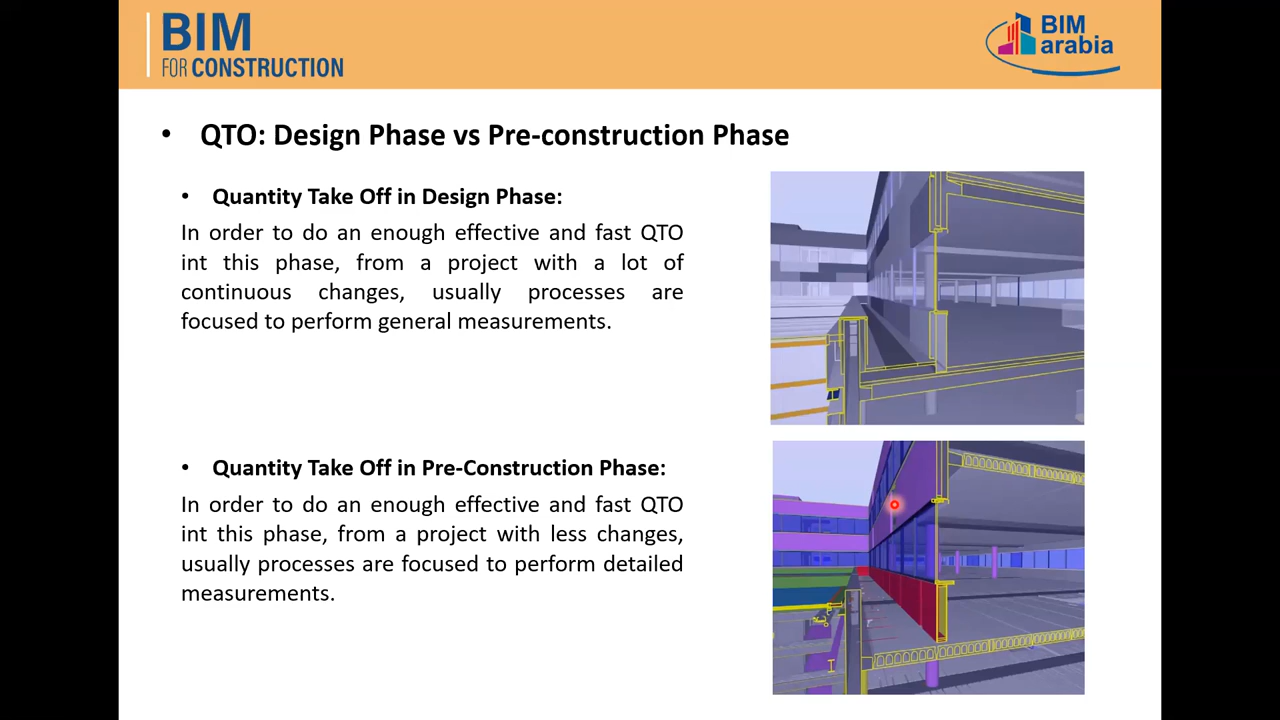 BIM
FOR CONSTRUCTION
BIM
arabia
• QTO: Design Phase vs Pre-construction Phase
• Quantity Take Off in Design Phase:
In order to do an enough effective and fast QTO
int this phase, from a project with a lot of
continuous changes, usually processes are
focused to perform general measurements.
• Quantity Take Off in Pre-Construction Phase:
In order to do an enough effective and fast QTO
int this phase, from a project with less changes,
usually processes are focused to perform detailed
measurements.